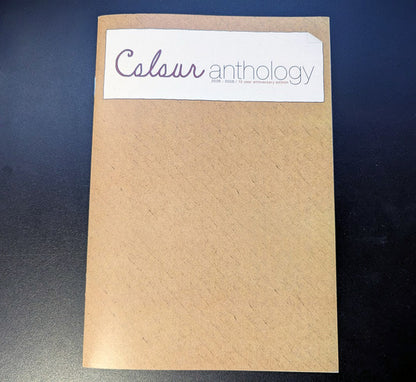 Colour anthology
10 year anniversary edition